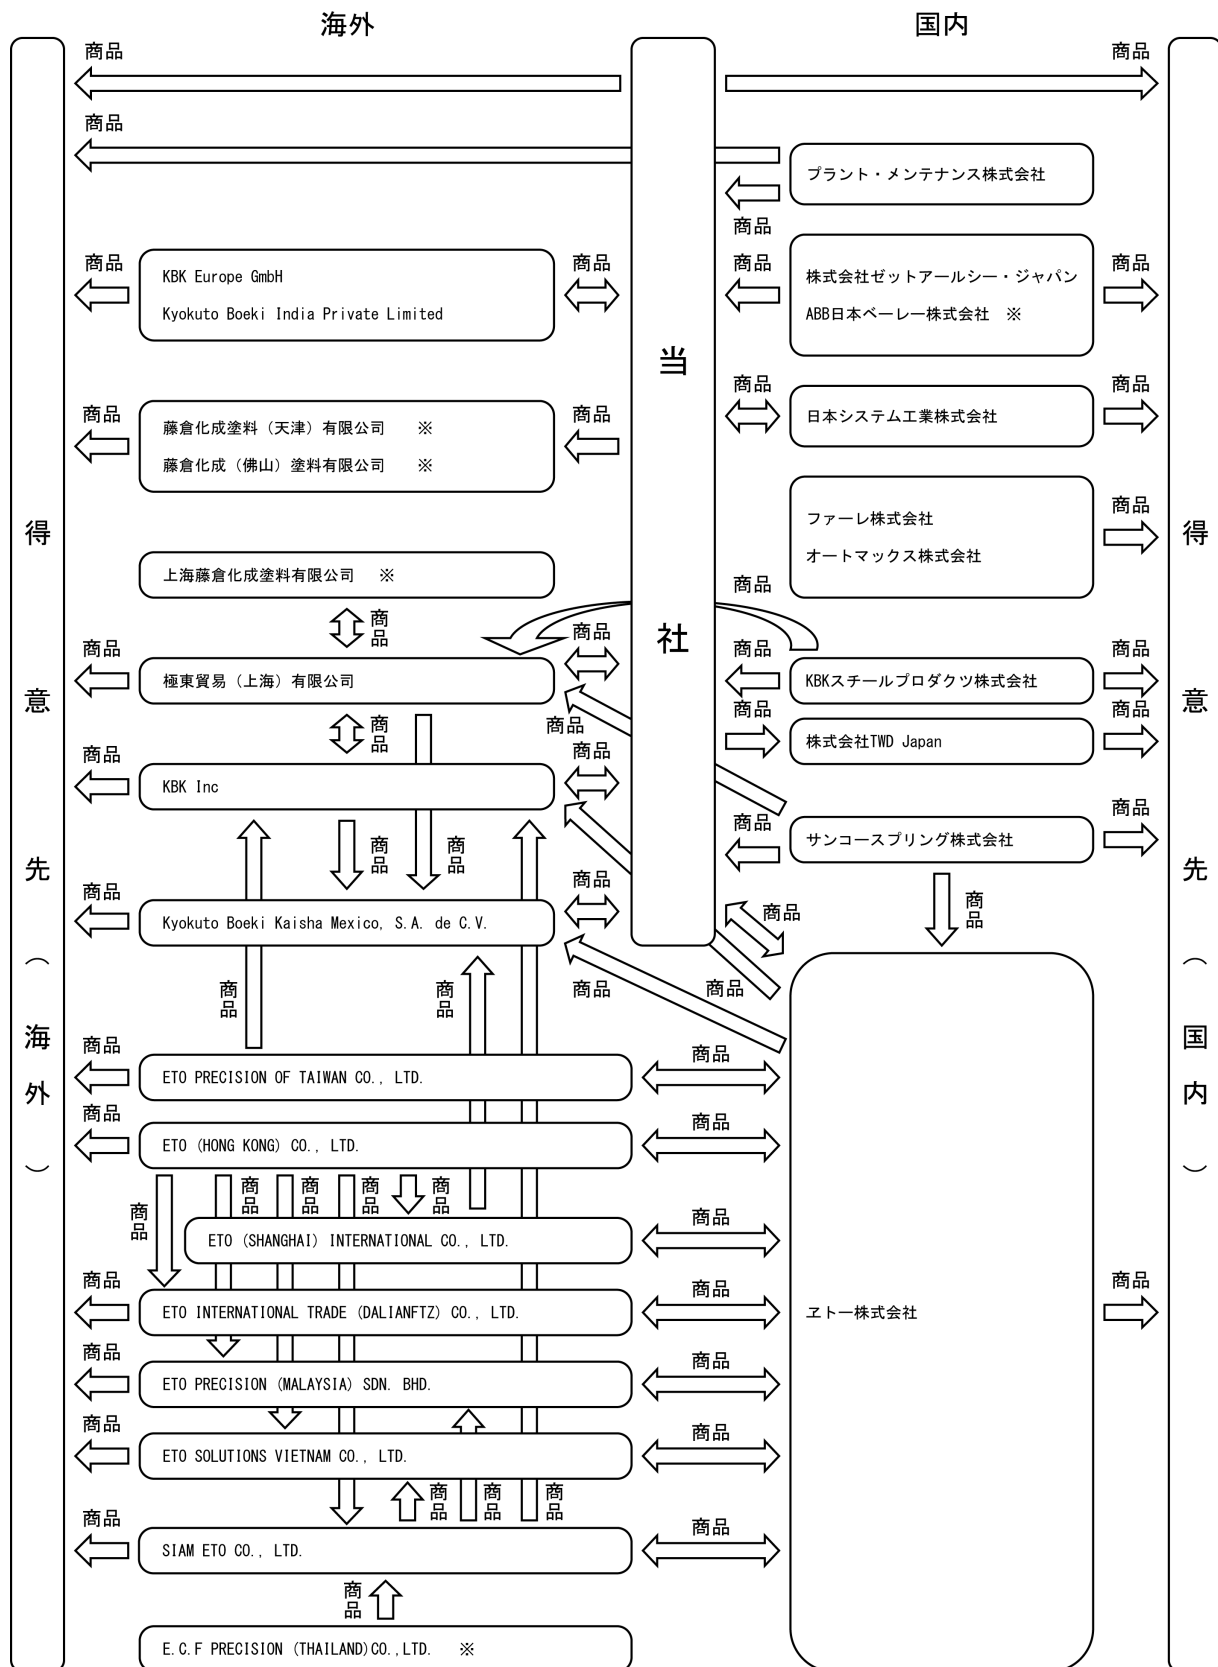 海外
国内
商品
商品
商品
プラント・メンテナンス株式会社
商品
商品
KBK Europe GmbH
Kyokuto Boeki India Private Limited
商品
商品
株式会社ゼットアールシー・ジャパン
ABB日本ベーレー株式会社 ※
商品
当社
商品
藤倉化成塗料（天津）有限公司 ※
藤倉化成（佛山）塗料有限公司 ※
商品
商品
日本システム工業株式会社
商品
得意先（海外）
ファーレ株式会社
オートマックス株式会社
商品
得意先（国内）
上海藤倉化成塗料有限公司 ※
商品
商品
商品
極東貿易（上海）有限公司
商品
商品
KBKスチールプロダクツ株式会社
商品
商品
商品
商品
株式会社TWD Japan
商品
商品
KBK Inc
商品
商品
サンコースプリング株式会社
商品
商品
商品
商品
商品
Kyokuto Boeki Kaisha Mexico, S.A. de C.V.
商品
商品
商品
商品
商品
商品
商品
ETO PRECISION OF TAIWAN CO., LTD.
商品
商品
ETO (HONG KONG) CO., LTD.
商品
商品
商品
商品
商品
商品
商品
ETO (SHANGHAI) INTERNATIONAL CO., LTD.
商品
商品
ETO INTERNATIONAL TRADE (DALIANFTZ) CO., LTD.
商品
ヱトー株式会社
商品
商品
ETO PRECISION (MALAYSIA) SDN. BHD.
商品
商品
ETO SOLUTIONS VIETNAM CO., LTD.
商品
商品
商品
商品
商品
SIAM ETO CO., LTD.
商品
商品
E.C.F PRECISION (THAILAND)CO.,LTD. ※